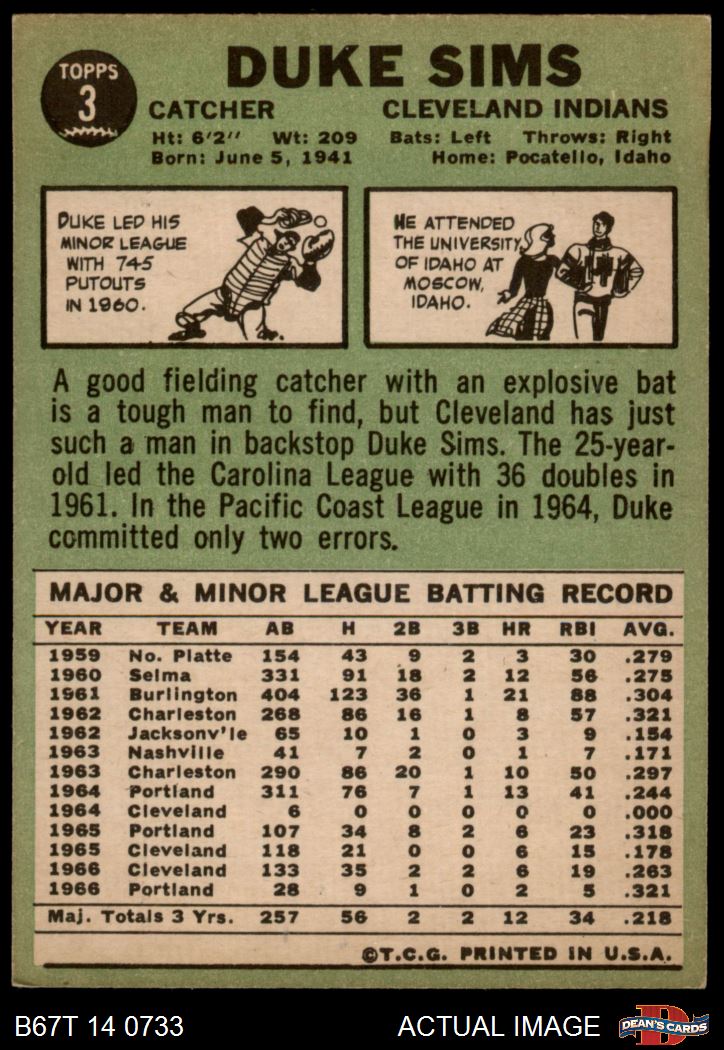 TOPPS
3
DUKE SIMS
CATCHER CLEVELAND INDIANS
Ht: 6'2" Wt: 209 Bats: Left Throws: Right
Born: June 5, 1941 Home: Pocatello, Idaho
DUKE LED HIS
MINOR LEAGUE
WITH 745
PUTOUTS
IN 1960.
HE ATTENDED
THE UNIVERSITY
OF IDAHO AT
MOSCOW,
IDAHO.
A good fielding catcher with an explosive bat
is a tough man to find, but Cleveland has just
such a man in backstop Duke Sims. The 25-year-
old led the Carolina League with 36 doubles in
1961. In the Pacific Coast League in 1964, Duke
committed only two errors.
MAJOR & MINOR LEAGUE BATTING RECORD
YEAR TEAM AB H 2B 3B HR RBI AVG.
1959 No. Platte 154 43 9 2 3 30 .279
1960 Selma 331 91 18 2 12 56 .275
1961 Burlington 404 123 36 1 21 88 .304
1962 Charleston 268 86 16 1 8 57 .321
1962 Jacksonv'le 65 10 1 0 3 9 .154
1963 Nashville 41 7 2 0 1 7 .171
1963 Charleston 290 86 20 1 10 50 .297
1964 Portland 311 76 7 1 13 41 .244
1964 Cleveland 6 0 0 0 0 0 .000
1965 Portland 107 34 8 2 6 23 .318
1965 Cleveland 118 21 0 0 6 15 .178
1966 Cleveland 133 35 2 2 6 19 .263
1966 Portland 28 9 1 0 2 5 .321
Maj. Totals 3 Yrs. 257 56 2 2 12 34 .218
©T.C.G. PRINTED IN U.S.A.
B67T 14 0733 ACTUAL IMAGE
D
DEAN'S CARDS